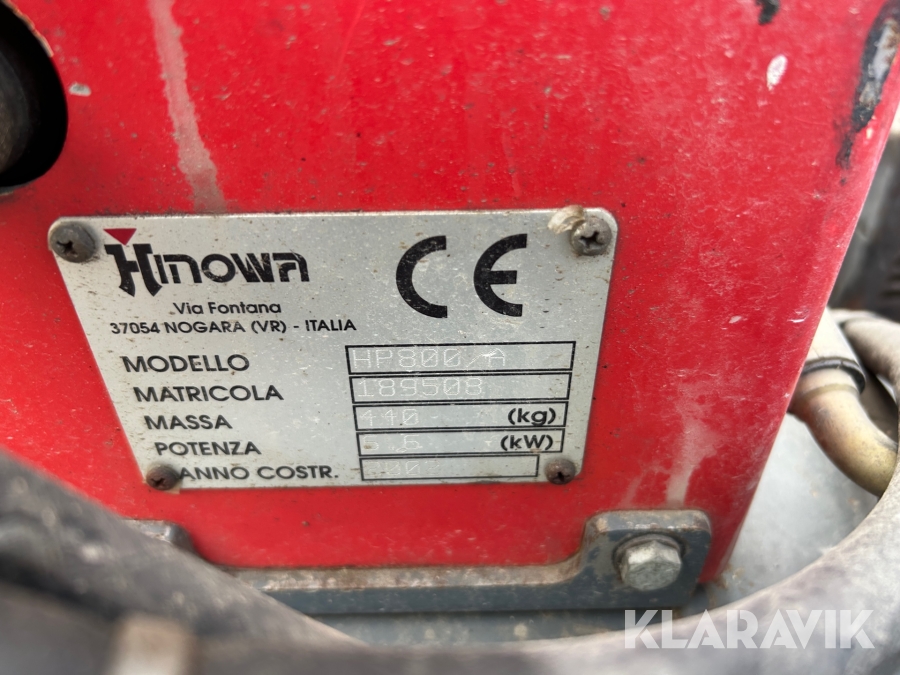 HINOWA
CE
Via Fontana
37054 NOGARA (VR) - ITALIA
MODELLO HP800/A
MATRICOLA 189508
MASSA 440 (kg)
POTENZA (kW)
ANNO COSTR.
KLARAVIK